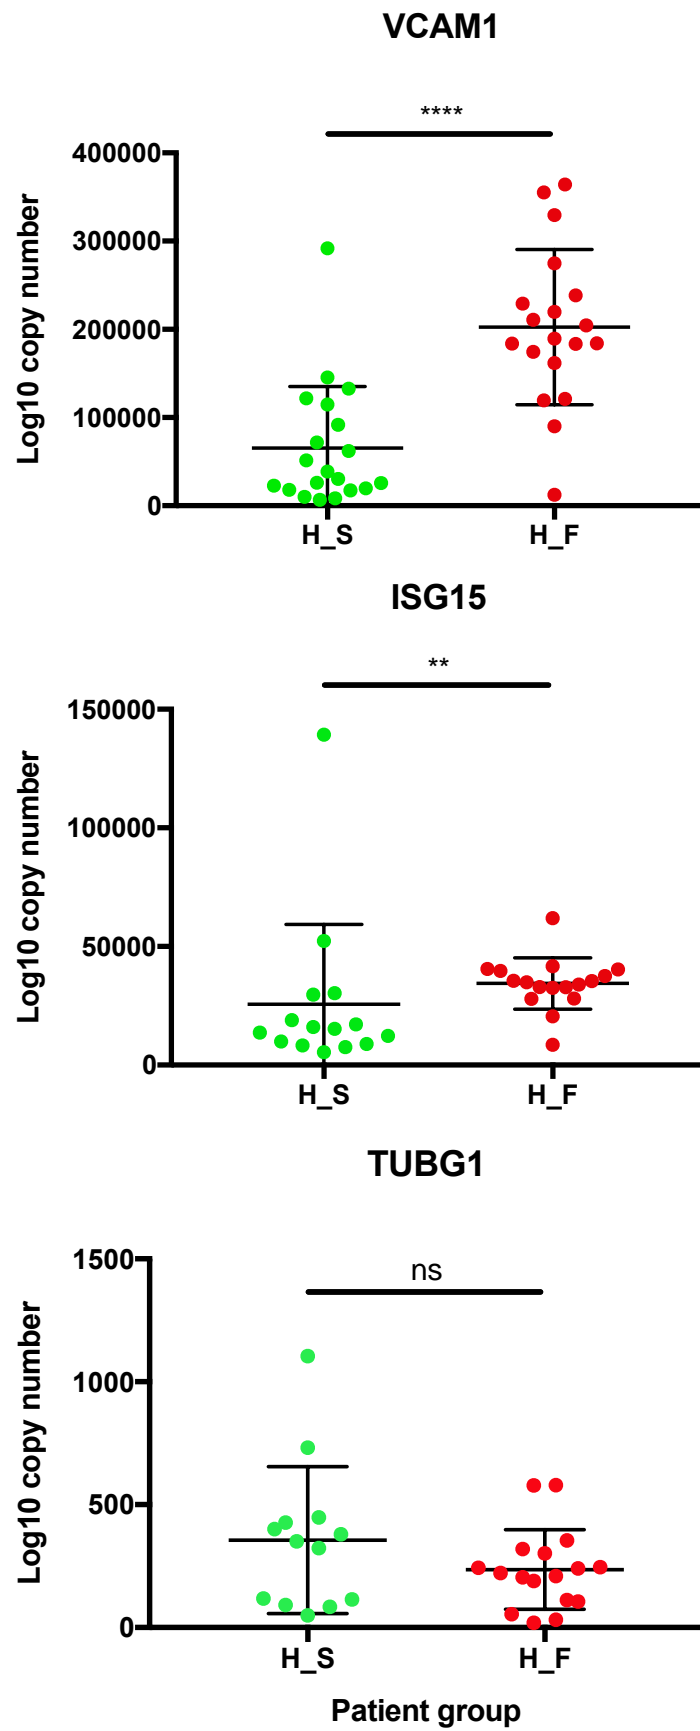 VCAM1
****
Log10 copy number
400000
300000
200000
100000
0
H_S H_F
ISG15
**
Log10 copy number
150000
100000
50000
0
H_S H_F
TUBG1
ns
Log10 copy number
1500
1000
500
0
H_S H_F
Patient group